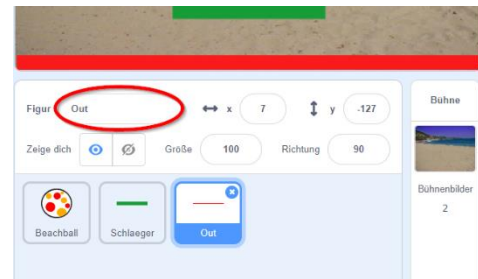 Figur Out x 7 y -127
Zeige dich Größe 100 Richtung 90
Beachball Schlaeger Out
Bühne
Bühnenbilder
2